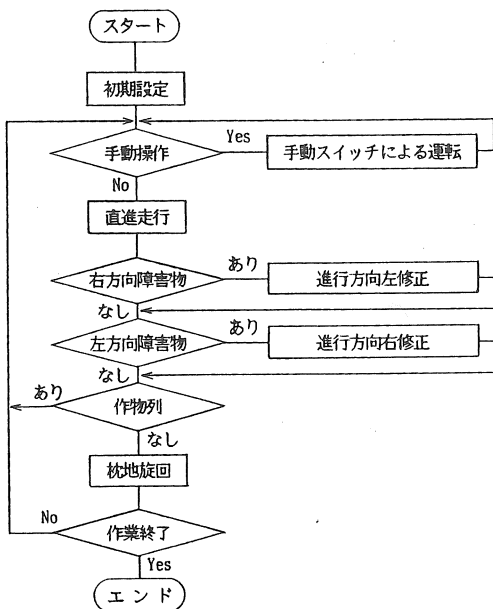 スタート
初期設定
手動操作
Yes
手動スイッチによる運転
No
直進走行
右方向障害物
あり
進行方向左修正
なし
左方向障害物
あり
進行方向右修正
なし
あり
作物列
なし
枕地旋回
No
作業終了
Yes
エンド